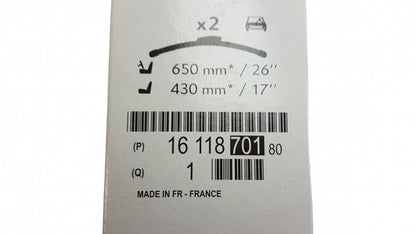 x2
650 mm* / 26’’
430 mm* / 17’’
(P) 16 118 701 80
(Q) 1
MADE IN FR - FRANCE